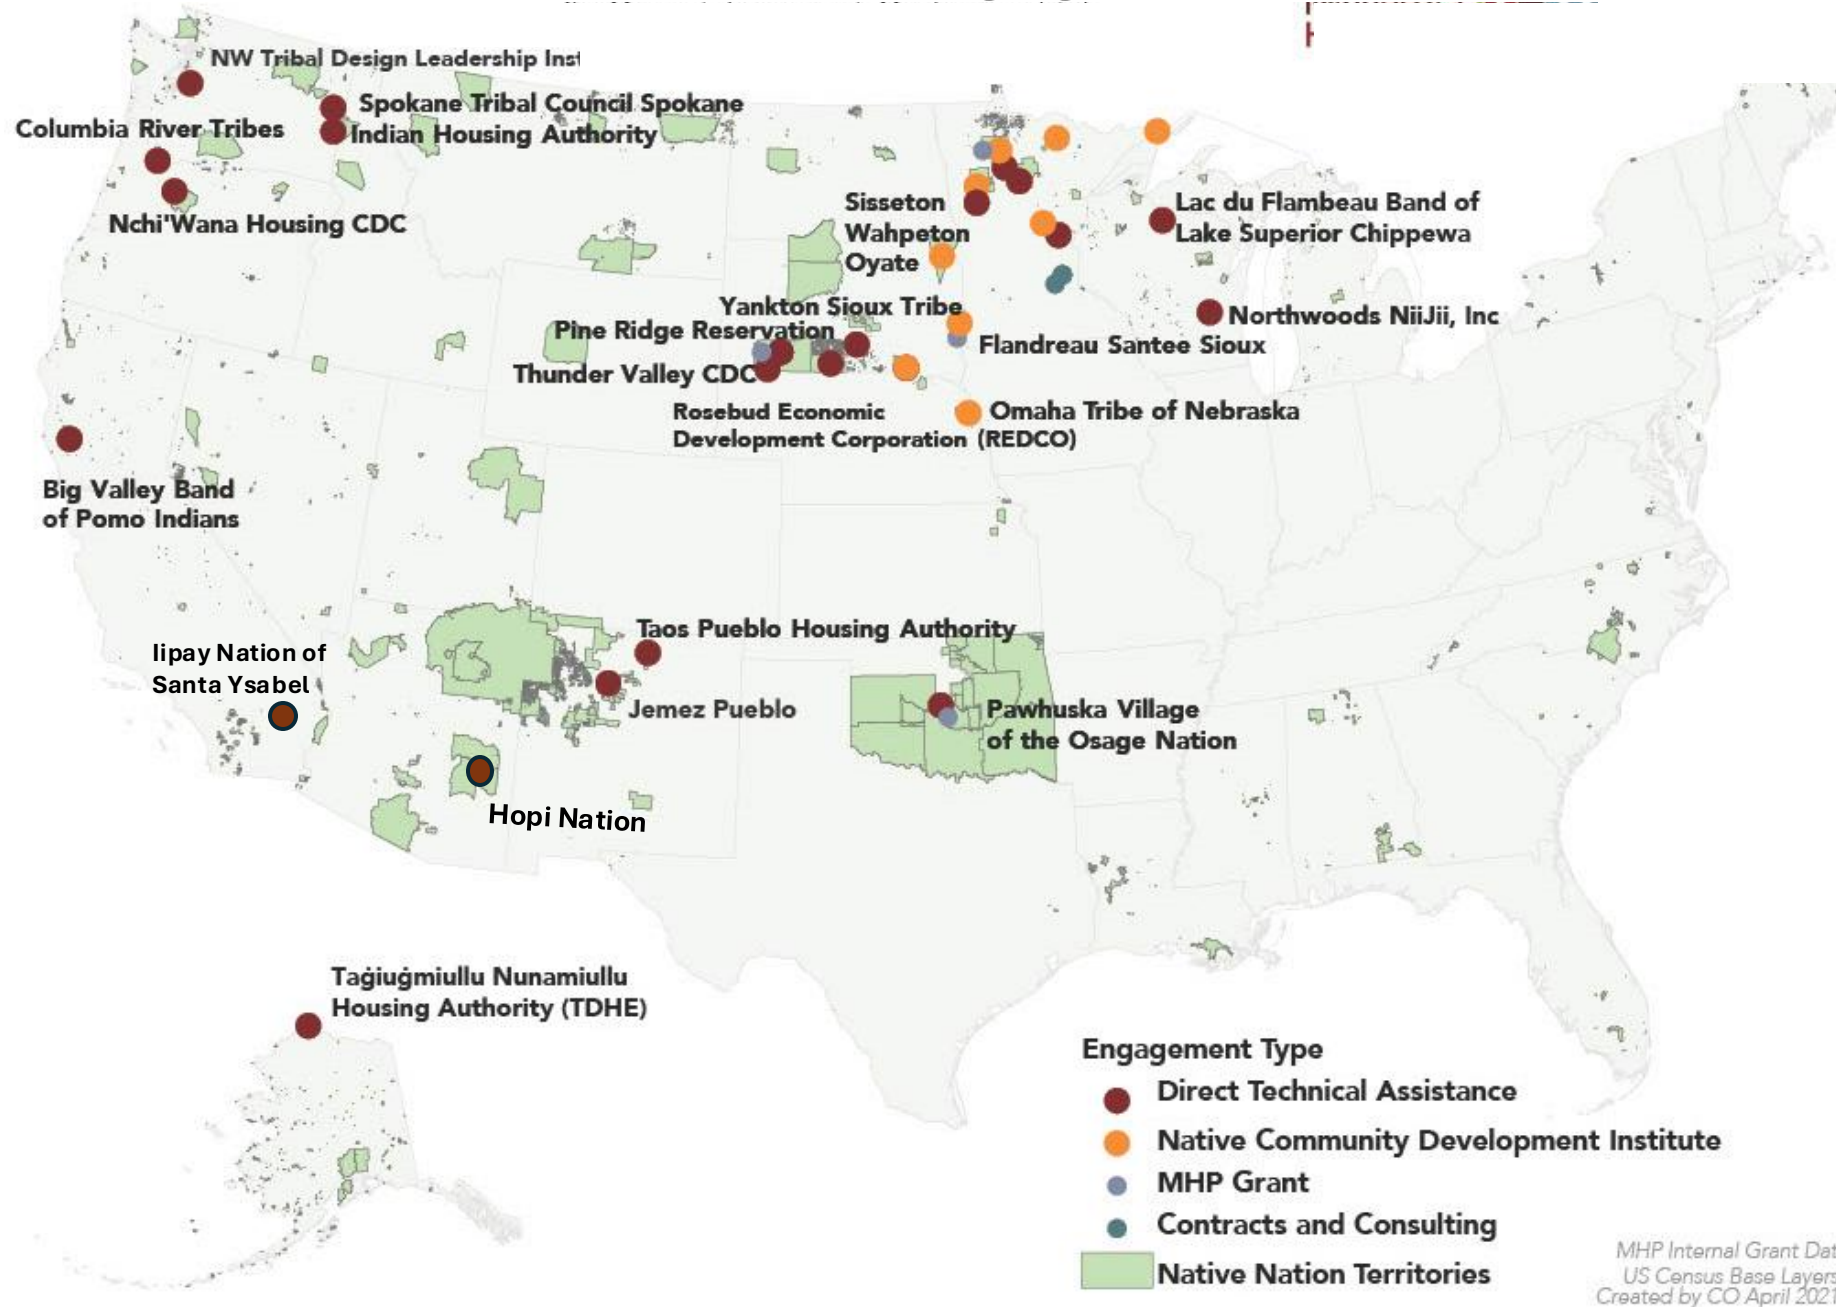 NW Tribal Design Leadership Inst
Spokane Tribal Council Spokane
Indian Housing Authority
Columbia River Tribes
Nchi'Wana Housing CDC
Sisseton
Wahpeton
Oyate
Lac du Flambeau Band of
Lake Superior Chippewa
Yankton Sioux Tribe
Pine Ridge Reservation
Northwoods NiiJii, Inc
Flandreau Santee Sioux
Thunder Valley CDC
Rosebud Economic
Development Corporation (REDCO)
Omaha Tribe of Nebraska
Big Valley Band
of Pomo Indians
Taos Pueblo Housing Authority
Iipay Nation of
Santa Ysabel
Jemez Pueblo
Pawhuska Village
of the Osage Nation
Hopi Nation
Taġiuġmiullu Nunamiullu
Housing Authority (TDHE)
Engagement Type
Direct Technical Assistance
Native Community Development Institute
MHP Grant
Contracts and Consulting
Native Nation Territories
MHP Internal Grant Dat
US Census Base Layers
Created by CO April 2021